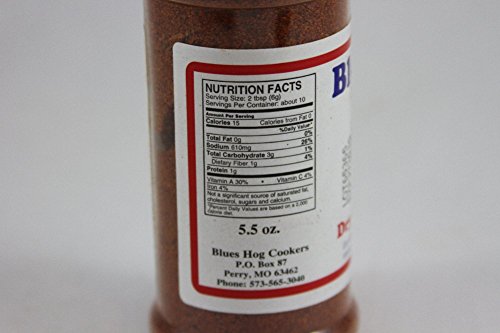 NUTRITION FACTS
Serving Size: 2 tbsp (6g)
Servings Per Container: about 10
Amount Per Serving
Calories 15 Calories from Fat 0
%Daily Value*
Total Fat 0g 0%
Sodium 610mg 26%
Total Carbohydrate 3g 1%
Dietary Fiber 1g 4%
Protein 1g
Vitamin A 30% • Vitamin C 4%
Iron 4%
Not a significant source of saturated fat, cholesterol, sugars and calcium.
*Percent Daily Values are based on a 2,000 calorie diet.
5.5 oz.
Blues Hog Cookers
P.O. Box 87
Perry, MO 63462
Phone: 573-565-3040